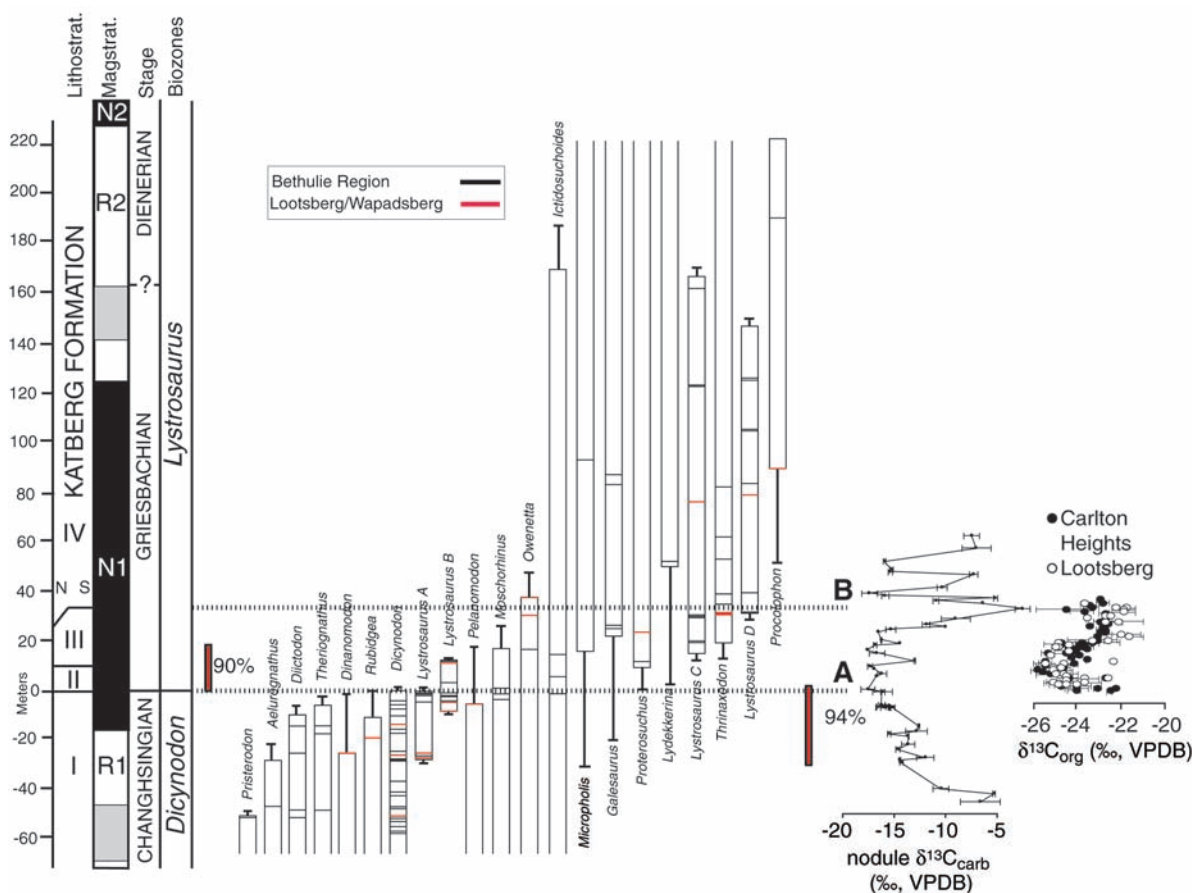 Lithostrat.
Magstrat.
Stage
Biozones
220
200
180
160
140
120
100
80
60
40
20
Meters 0
-20
-40
-60
KATBERG FORMATION
IV
N S
III
II
I
N2
R2
N1
R1
DIENERIAN
?
GRIESBACHIAN
CHANGHSINGIAN
Lystrosaurus
Dicynodon
Bethulie Region
Lootsberg/Wapadsberg
90%
Pristerodon
Aelurognathus
Diictodon
Theriognathus
Dinanomodon
Rubidgea
Dicynodon
Lystrosaurus A
Lystrosaurus B
Pelanomodon
Moschorhinus
Owenetta
Ictidosuchoides
Micropholis
Galesaurus
Proterosuchus
Lydekkerina
Lystrosaurus C
Thrinaxodon
Lystrosaurus D
Procolophon
94%
B
A
-20 -15 -10 -5
nodule δ13Ccarb
(‰, VPDB)
Carlton
Heights
Lootsberg
-26 -24 -22 -20
δ13Corg (‰, VPDB)